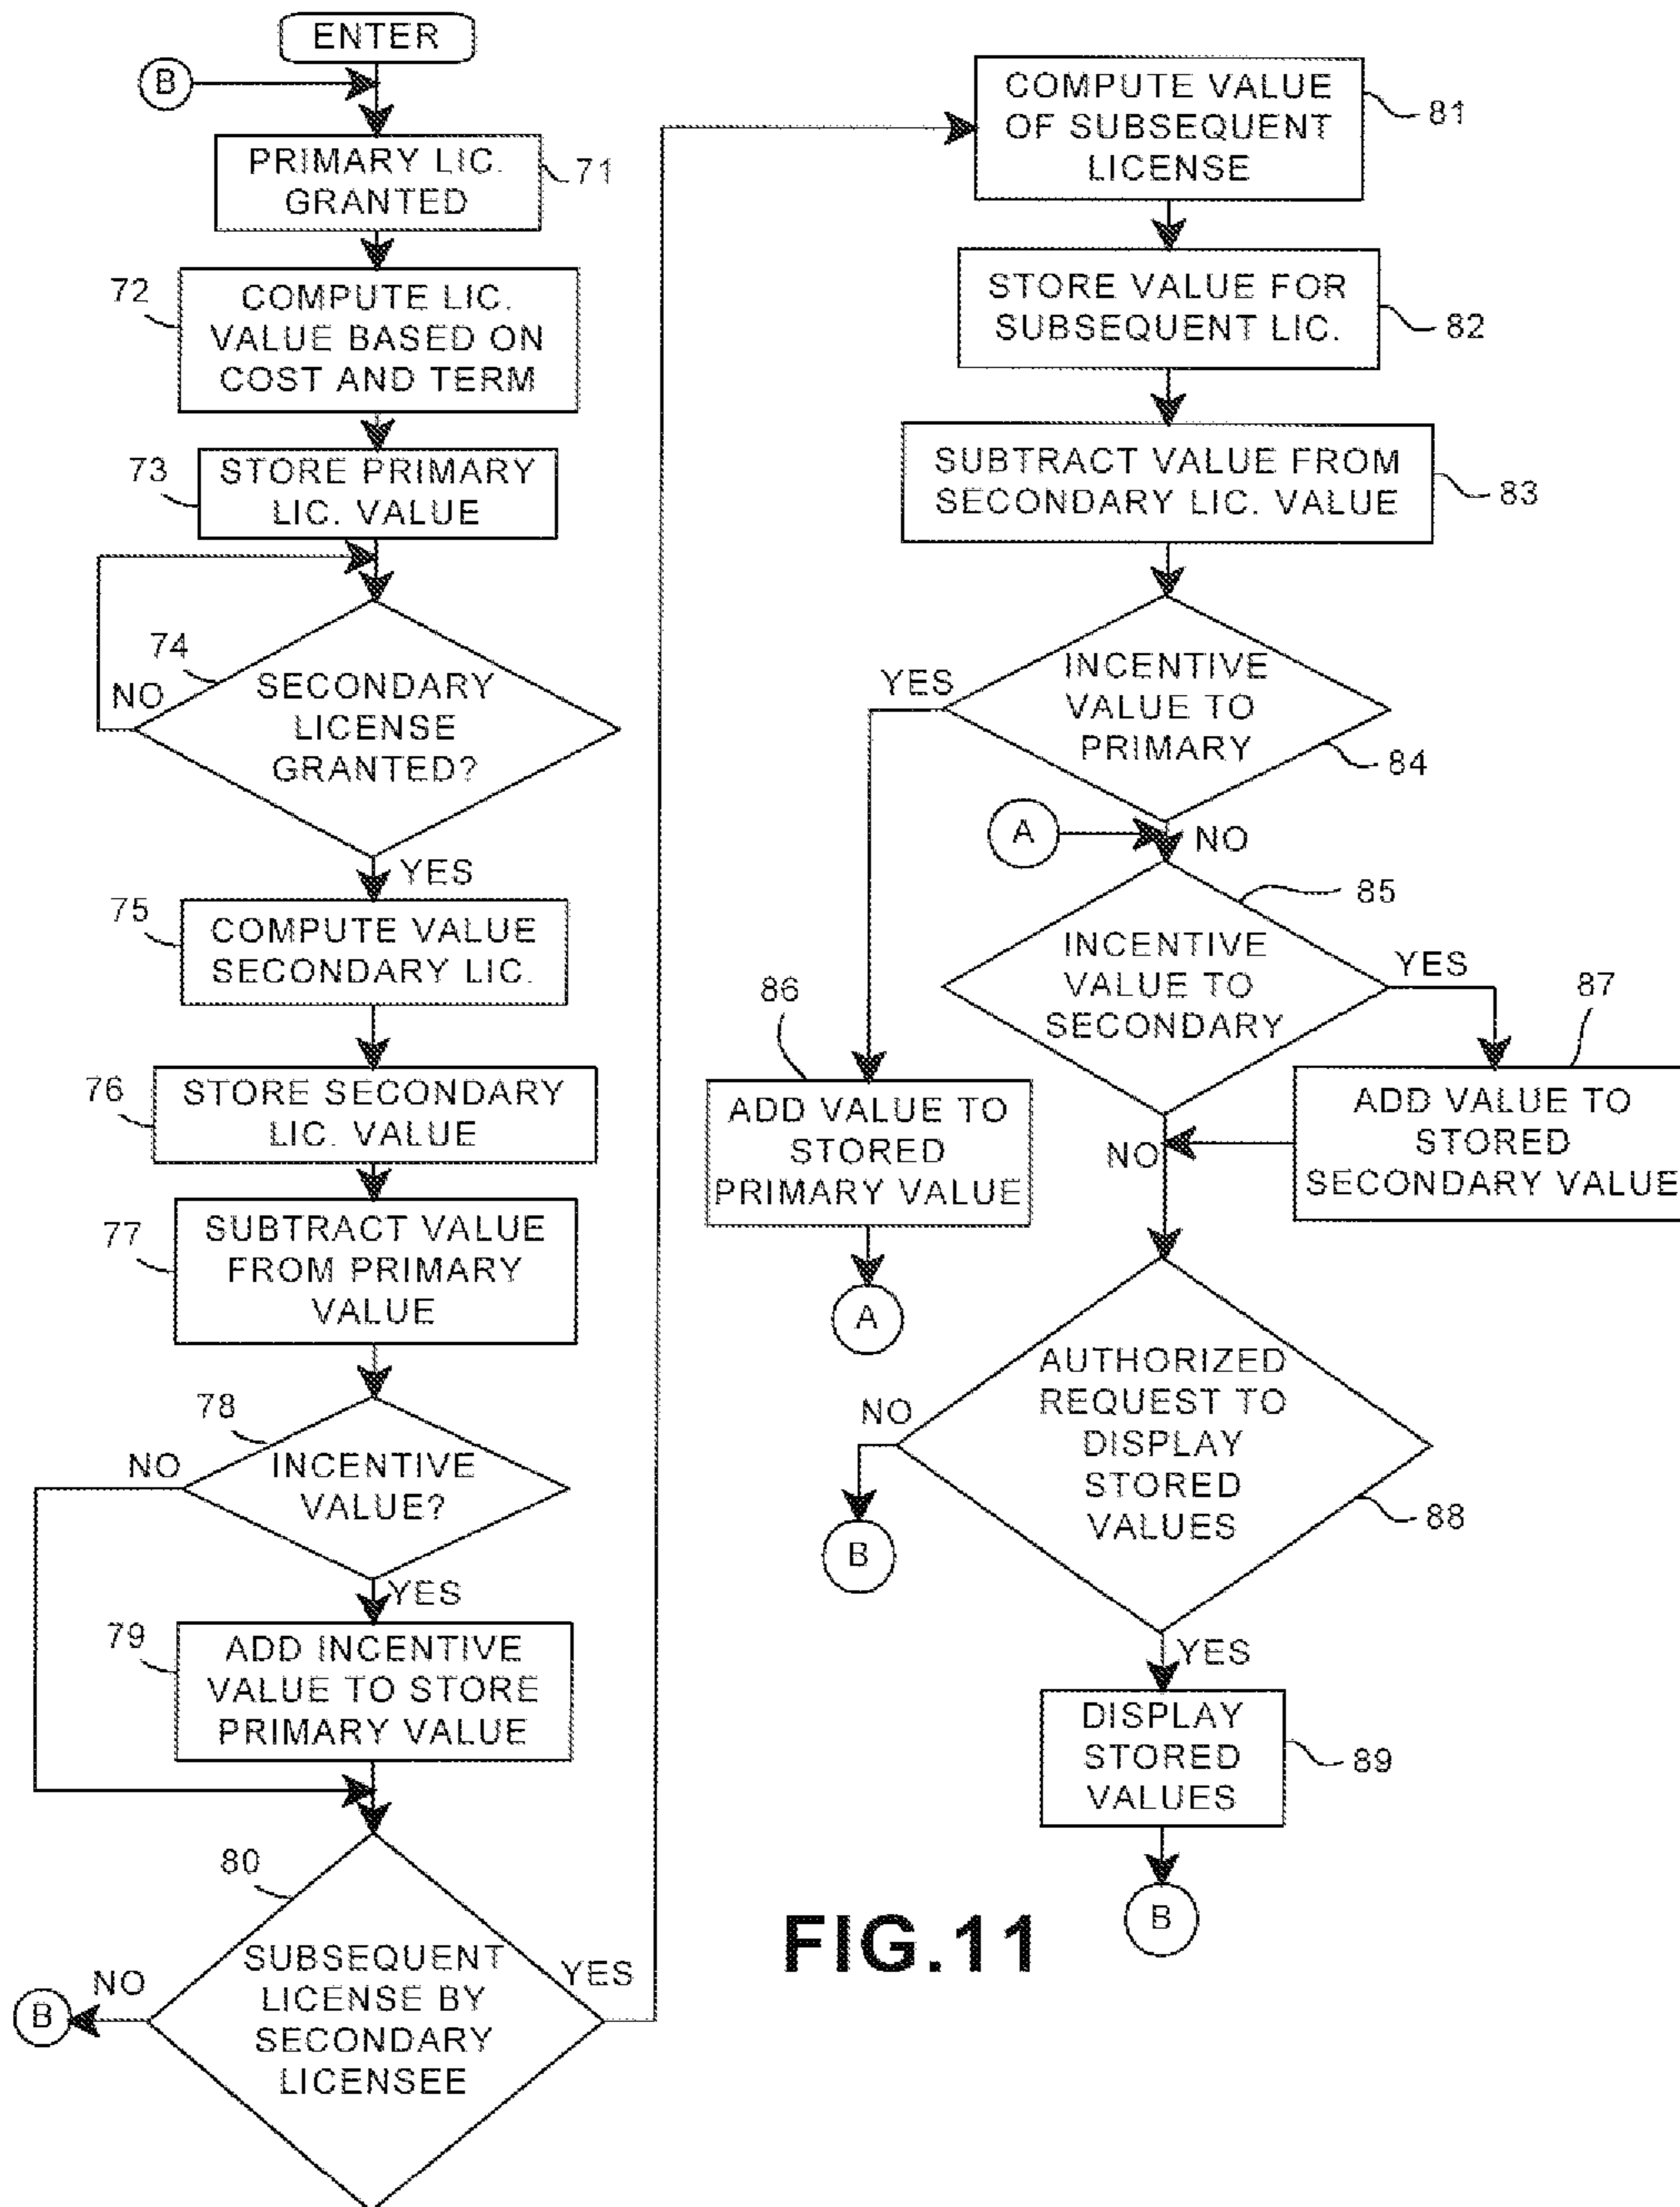 ENTER
B
PRIMARY LIC.
GRANTED
71
72
COMPUTE LIC.
VALUE BASED ON
COST AND TERM
73
STORE PRIMARY
LIC. VALUE
74
NO
SECONDARY
LICENSE
GRANTED?
YES
75
COMPUTE VALUE
SECONDARY LIC.
76
STORE SECONDARY
LIC. VALUE
77
SUBTRACT VALUE
FROM PRIMARY
VALUE
78
NO
INCENTIVE
VALUE?
YES
79
ADD INCENTIVE
VALUE TO STORE
PRIMARY VALUE
80
NO
B
SUBSEQUENT
LICENSE BY
SECONDARY
LICENSEE
YES
COMPUTE VALUE
OF SUBSEQUENT
LICENSE
81
STORE VALUE FOR
SUBSEQUENT LIC.
82
SUBTRACT VALUE FROM
SECONDARY LIC. VALUE
83
YES
INCENTIVE
VALUE TO
PRIMARY
84
A
NO
85
INCENTIVE
VALUE TO
SECONDARY
YES
86
ADD VALUE TO
STORED
PRIMARY VALUE
A
87
ADD VALUE TO
STORED
SECONDARY VALUE
NO
AUTHORIZED
REQUEST TO
DISPLAY
STORED
VALUES
NO
B
88
YES
DISPLAY
STORED
VALUES
89
B
FIG.11